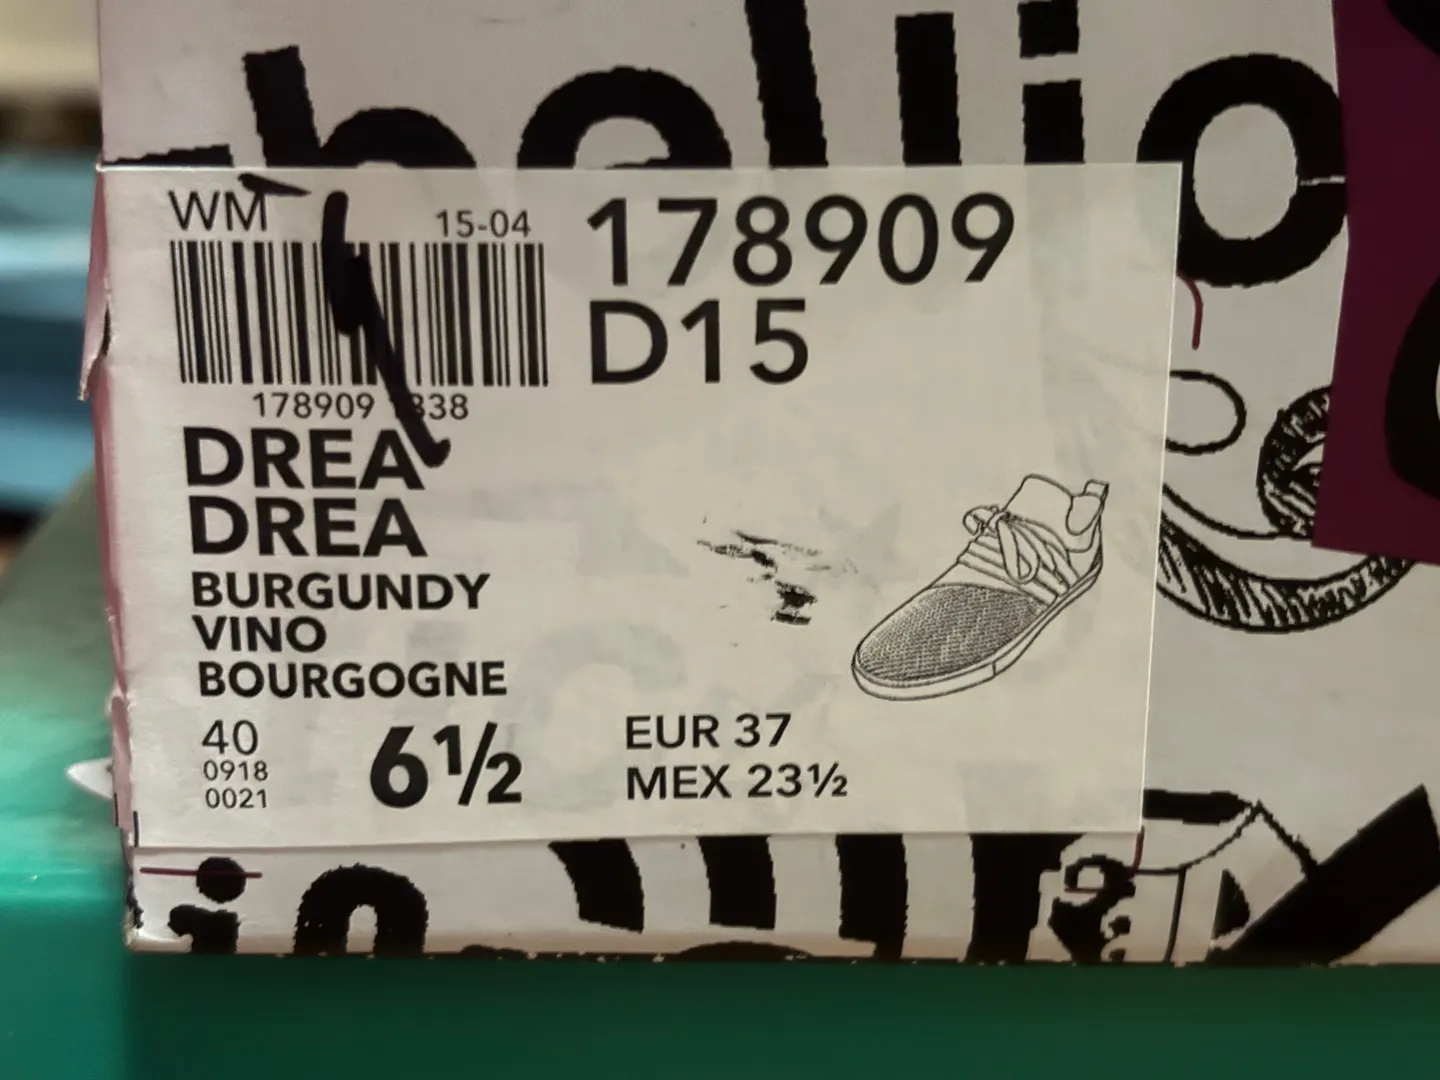 WM
15-04
178909
D15
178909
DREA
DREA
BURGUNDY
VINO
BOURGOGNE
40
0918
0021
6½
EUR 37
MEX 23½